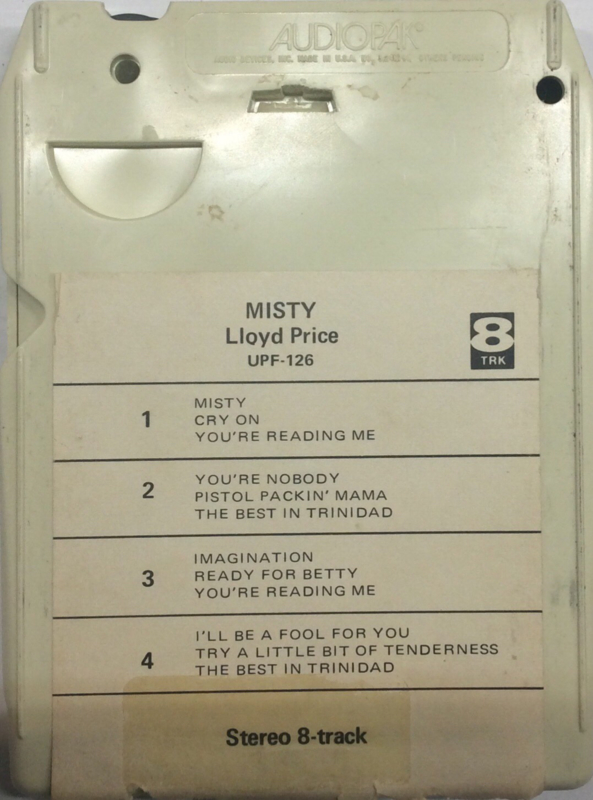 AUDIOPAK
MISTY
Lloyd Price
UPF-126
8
TRK
1
MISTY
CRY ON
YOU'RE READING ME
2
YOU'RE NOBODY
PISTOL PACKIN' MAMA
THE BEST IN TRINIDAD
3
IMAGINATION
READY FOR BETTY
YOU'RE READING ME
4
I'LL BE A FOOL FOR YOU
TRY A LITTLE BIT OF TENDERNESS
THE BEST IN TRINIDAD
Stereo 8-track